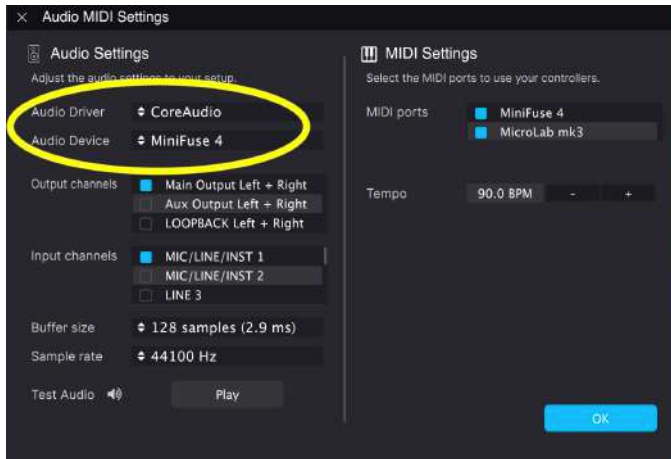 × Audio MIDI Settings
Audio Settings
Adjust the audio settings to your setup.
Audio Driver CoreAudio
Audio Device MiniFuse 4
Output channels Main Output Left + Right
Aux Output Left + Right
LOOPBACK Left + Right
Input channels MIC/LINE/INST 1
MIC/LINE/INST 2
LINE 3
Buffer size 128 samples (2.9 ms)
Sample rate 44100 Hz
Test Audio Play
MIDI Settings
Select the MIDI ports to use your controllers.
MIDI ports MiniFuse 4
MicroLab mk3
Tempo 90.0 BPM - +
OK